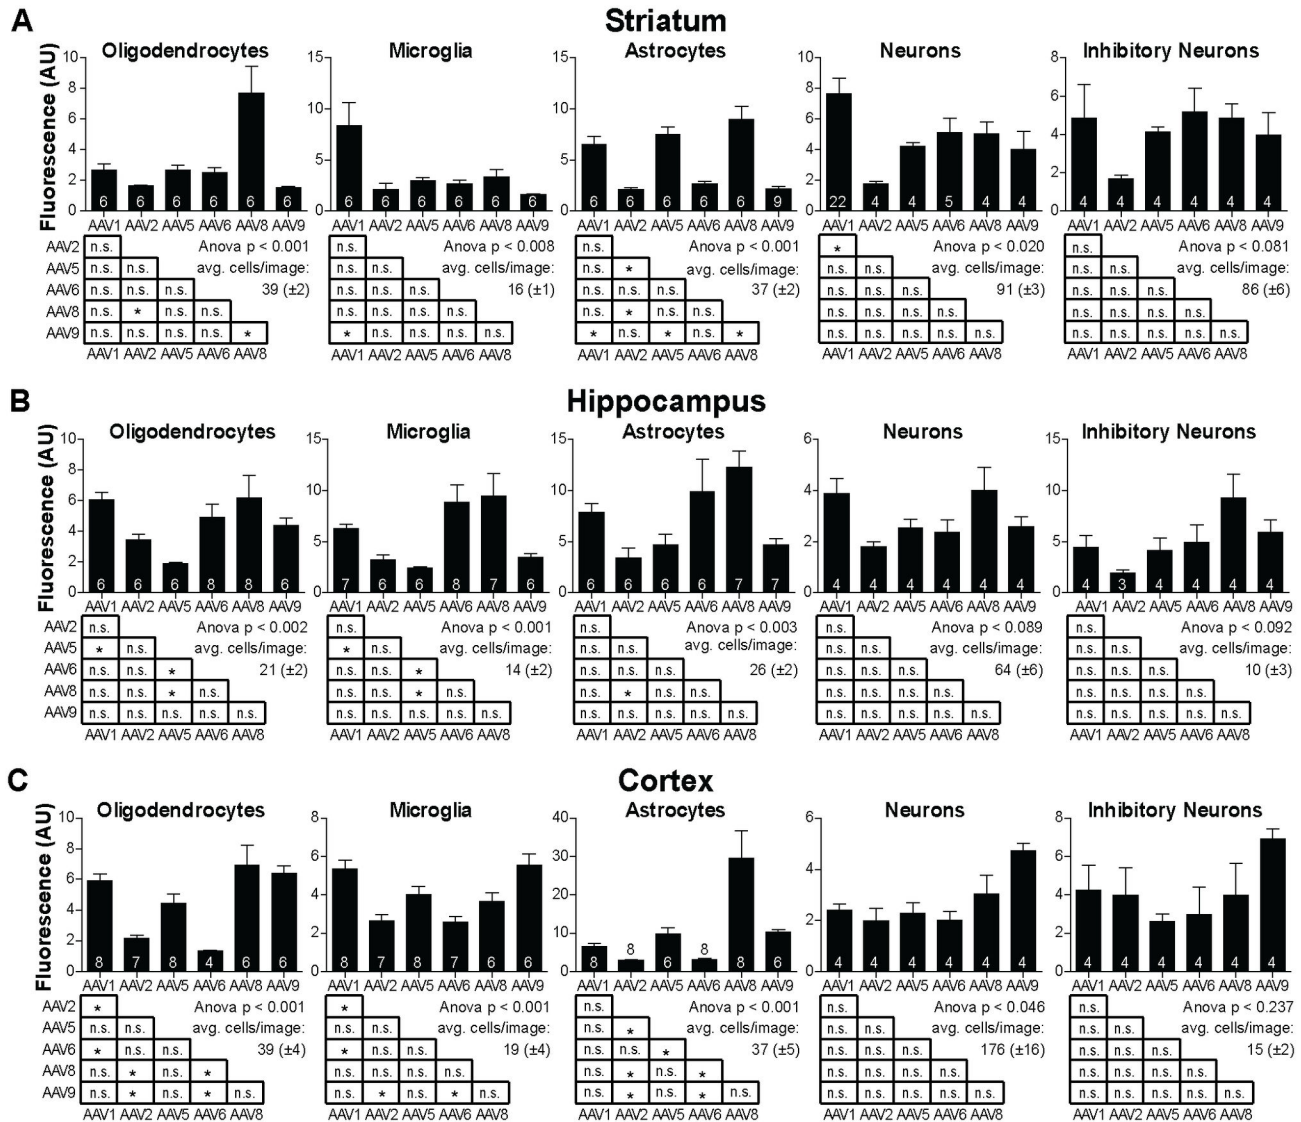 A
Striatum
Fluorescence (AU)
Oligodendrocytes
10
8
6
4
2
0
6 6 6 6 6 6
AAV1 AAV2 AAV5 AAV6 AAV8 AAV9
AAV2 n.s. Anova p < 0.001
AAV5 n.s. n.s. avg. cells/image:
AAV6 n.s. n.s. n.s. 39 (±2)
AAV8 n.s. * n.s. n.s.
AAV9 n.s. n.s. n.s. n.s. *
AAV1 AAV2 AAV5 AAV6 AAV8
Microglia
15
10
5
0
6 6 6 6 6 6
AAV1 AAV2 AAV5 AAV6 AAV8 AAV9
n.s. Anova p < 0.008
n.s. n.s. avg. cells/image:
n.s. n.s. n.s. 16 (±1)
n.s. n.s. n.s. n.s.
* n.s. n.s. n.s. n.s.
AAV1 AAV2 AAV5 AAV6 AAV8
Astrocytes
15
10
5
0
6 6 6 6 6 9
AAV1 AAV2 AAV5 AAV6 AAV8 AAV9
n.s. Anova p < 0.001
n.s. * avg. cells/image:
n.s. n.s. n.s. 37 (±2)
n.s. * n.s. n.s.
* n.s. * n.s. *
AAV1 AAV2 AAV5 AAV6 AAV8
Neurons
10
8
6
4
2
0
22 4 4 5 4 4
AAV1 AAV2 AAV5 AAV6 AAV8 AAV9
* Anova p < 0.020
n.s. n.s. avg. cells/image:
n.s. n.s. n.s. 91 (±3)
n.s. n.s. n.s. n.s.
n.s. n.s. n.s. n.s. n.s.
AAV1 AAV2 AAV5 AAV6 AAV8
Inhibitory Neurons
8
6
4
2
0
4 4 4 4 4 4
AAV1 AAV2 AAV5 AAV6 AAV8 AAV9
n.s. Anova p < 0.081
n.s. n.s. avg. cells/image:
n.s. n.s. n.s. 86 (±6)
n.s. n.s. n.s. n.s.
n.s. n.s. n.s. n.s. n.s.
AAV1 AAV2 AAV5 AAV6 AAV8
B
Hippocampus
Fluorescence (AU)
Oligodendrocytes
10
8
6
4
2
0
6 6 6 8 8 6
AAV1 AAV2 AAV5 AAV6 AAV8 AAV9
AAV2 n.s. Anova p < 0.002
AAV5 * n.s. avg. cells/image:
AAV6 n.s. n.s. * 21 (±2)
AAV8 n.s. n.s. * n.s.
AAV9 n.s. n.s. n.s. n.s. n.s.
AAV1 AAV2 AAV5 AAV6 AAV8
Microglia
15
10
5
0
7 6 6 8 7 6
AAV1 AAV2 AAV5 AAV6 AAV8 AAV9
n.s. Anova p < 0.001
* n.s. avg. cells/image:
n.s. n.s. * 14 (±2)
n.s. n.s. * n.s.
n.s. n.s. n.s. n.s. n.s.
AAV1 AAV2 AAV5 AAV6 AAV8
Astrocytes
15
10
5
0
6 6 6 6 7 7
AAV1 AAV2 AAV5 AAV6 AAV8 AAV9
n.s. Anova p < 0.003
n.s. n.s. avg. cells/image:
n.s. n.s. n.s. 26 (±2)
n.s. * n.s. n.s.
n.s. n.s. n.s. n.s. n.s.
AAV1 AAV2 AAV5 AAV6 AAV8
Neurons
6
4
2
0
4 4 4 4 4 4
AAV1 AAV2 AAV5 AAV6 AAV8 AAV9
n.s. Anova p < 0.089
n.s. n.s. avg. cells/image:
n.s. n.s. n.s. 64 (±6)
n.s. n.s. n.s. n.s.
n.s. n.s. n.s. n.s. n.s.
AAV1 AAV2 AAV5 AAV6 AAV8
Inhibitory Neurons
15
10
5
0
4 3 4 4 4 4
AAV1 AAV2 AAV5 AAV6 AAV8 AAV9
n.s. Anova p < 0.092
n.s. n.s. avg. cells/image:
n.s. n.s. n.s. 10 (±3)
n.s. n.s. n.s. n.s.
n.s. n.s. n.s. n.s. n.s.
AAV1 AAV2 AAV5 AAV6 AAV8
C
Cortex
Fluorescence (AU)
Oligodendrocytes
10
8
6
4
2
0
8 7 8 4 6 6
AAV1 AAV2 AAV5 AAV6 AAV8 AAV9
AAV2 * Anova p < 0.001
AAV5 n.s. n.s. avg. cells/image:
AAV6 * n.s. n.s. 39 (±4)
AAV8 n.s. * n.s. *
AAV9 n.s. * n.s. * n.s.
AAV1 AAV2 AAV5 AAV6 AAV8
Microglia
8
6
4
2
0
8 7 8 7 6 6
AAV1 AAV2 AAV5 AAV6 AAV8 AAV9
* Anova p < 0.001
n.s. n.s. avg. cells/image:
* n.s. n.s. 19 (±4)
n.s. n.s. n.s. n.s.
n.s. * n.s. * n.s.
AAV1 AAV2 AAV5 AAV6 AAV8
Astrocytes
40
30
20
10
0
8 8 6 8 8 6
AAV1 AAV2 AAV5 AAV6 AAV8 AAV9
n.s. Anova p < 0.001
n.s. * avg. cells/image:
n.s. n.s. * 37 (±5)
n.s. * n.s. *
n.s. * n.s. * n.s.
AAV1 AAV2 AAV5 AAV6 AAV8
Neurons
6
4
2
0
4 4 4 4 4 4
AAV1 AAV2 AAV5 AAV6 AAV8 AAV9
n.s. Anova p < 0.046
n.s. n.s. avg. cells/image:
n.s. n.s. n.s. 176 (±16)
n.s. n.s. n.s. n.s.
n.s. n.s. n.s. n.s. n.s.
AAV1 AAV2 AAV5 AAV6 AAV8
Inhibitory Neurons
8
6
4
2
0
4 4 4 4 4 4
AAV1 AAV2 AAV5 AAV6 AAV8 AAV9
n.s. Anova p < 0.237
n.s. n.s. avg. cells/image:
n.s. n.s. n.s. 15 (±2)
n.s. n.s. n.s. n.s.
n.s. n.s. n.s. n.s. n.s.
AAV1 AAV2 AAV5 AAV6 AAV8